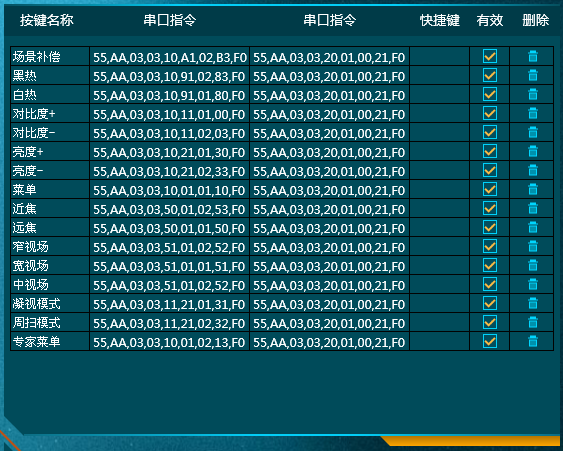 按键名称 串口指令 串口指令 快捷键 有效 删除
场景补偿 55,AA,03,03,10,A1,02,B3,F0 55,AA,03,03,20,01,00,21,F0
黑热 55,AA,03,03,10,91,02,83,F0 55,AA,03,03,20,01,00,21,F0
白热 55,AA,03,03,10,91,01,80,F0 55,AA,03,03,20,01,00,21,F0
对比度+ 55,AA,03,03,10,11,01,00,F0 55,AA,03,03,20,01,00,21,F0
对比度- 55,AA,03,03,10,11,02,03,F0 55,AA,03,03,20,01,00,21,F0
亮度+ 55,AA,03,03,10,21,01,30,F0 55,AA,03,03,20,01,00,21,F0
亮度- 55,AA,03,03,10,21,02,33,F0 55,AA,03,03,20,01,00,21,F0
菜单 55,AA,03,03,10,01,01,10,F0 55,AA,03,03,20,01,00,21,F0
近焦 55,AA,03,03,50,01,02,53,F0 55,AA,03,03,20,01,00,21,F0
远焦 55,AA,03,03,50,01,01,50,F0 55,AA,03,03,20,01,00,21,F0
窄视场 55,AA,03,03,51,01,02,52,F0 55,AA,03,03,20,01,00,21,F0
宽视场 55,AA,03,03,51,01,01,51,F0 55,AA,03,03,20,01,00,21,F0
中视场 55,AA,03,03,51,01,02,52,F0 55,AA,03,03,20,01,00,21,F0
凝视模式 55,AA,03,03,11,21,01,31,F0 55,AA,03,03,20,01,00,21,F0
周扫模式 55,AA,03,03,11,21,02,32,F0 55,AA,03,03,20,01,00,21,F0
专家菜单 55,AA,03,03,10,01,02,13,F0 55,AA,03,03,20,01,00,21,F0